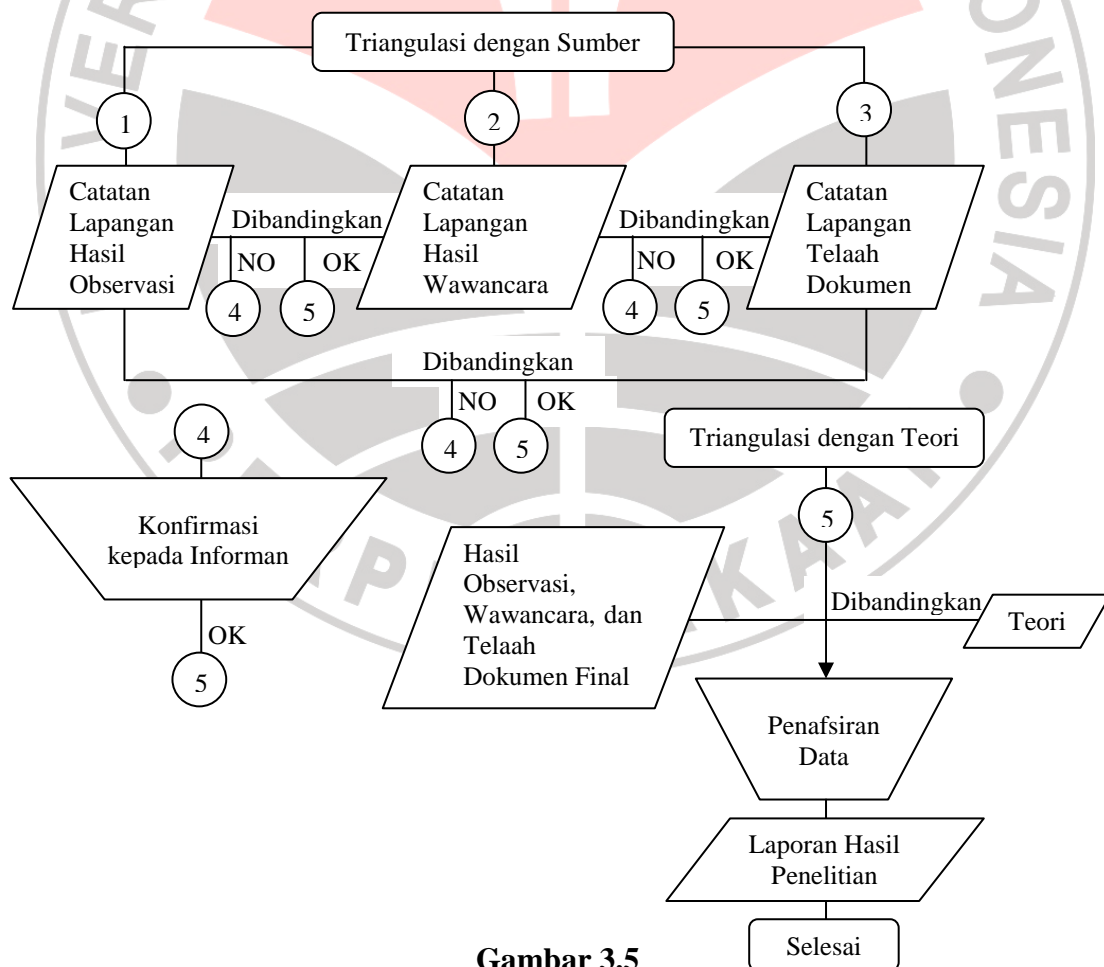 Triangulasi dengan Sumber
1
2
3
Catatan
Lapangan
Hasil
Observasi
Dibandingkan
NO
OK
4
5
Catatan
Lapangan
Hasil
Wawancara
Dibandingkan
NO
OK
4
5
Catatan
Lapangan
Telaah
Dokumen
Dibandingkan
NO
OK
4
5
4
Konfirmasi
kepada Informan
OK
5
Triangulasi dengan Teori
5
Hasil
Observasi,
Wawancara, dan
Telaah
Dokumen Final
Dibandingkan
Teori
Penafsiran
Data
Laporan Hasil
Penelitian
Selesai
Gambar 3.5